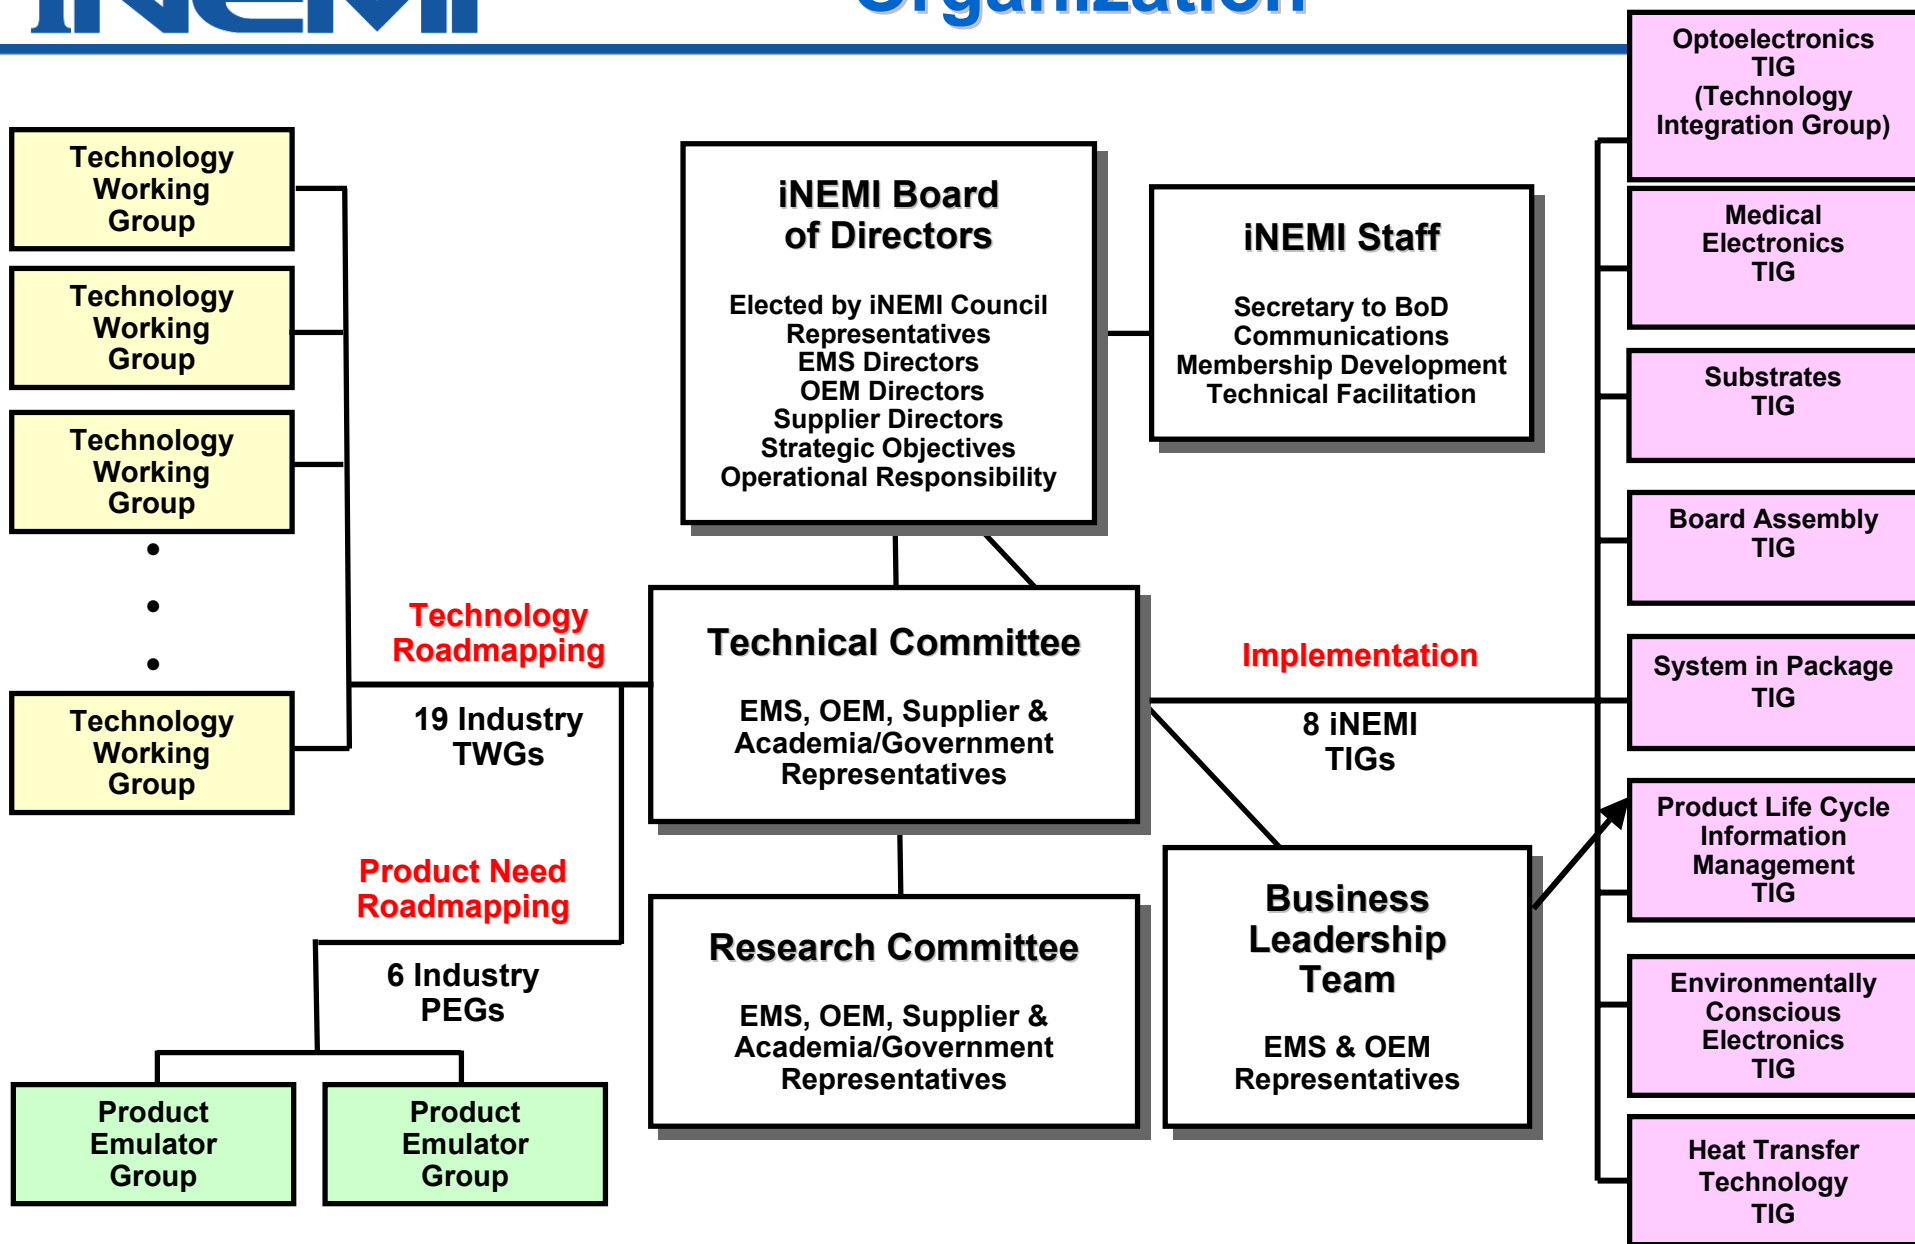 iNEMI
Organization
Technology
Working
Group
Technology
Working
Group
Technology
Working
Group
•
•
•
Technology
Working
Group
Technology
Roadmapping
19 Industry
TWGs
Product Need
Roadmapping
6 Industry
PEGs
Product
Emulator
Group
Product
Emulator
Group
iNEMI Board
of Directors
Elected by iNEMI Council
Representatives
EMS Directors
OEM Directors
Supplier Directors
Strategic Objectives
Operational Responsibility
iNEMI Staff
Secretary to BoD
Communications
Membership Development
Technical Facilitation
Technical Committee
EMS, OEM, Supplier &
Academia/Government
Representatives
Research Committee
EMS, OEM, Supplier &
Academia/Government
Representatives
Implementation
8 iNEMI
TIGs
Business
Leadership
Team
EMS & OEM
Representatives
Optoelectronics
TIG
(Technology
Integration Group)
Medical
Electronics
TIG
Substrates
TIG
Board Assembly
TIG
System in Package
TIG
Product Life Cycle
Information
Management
TIG
Environmentally
Conscious
Electronics
TIG
Heat Transfer
Technology
TIG